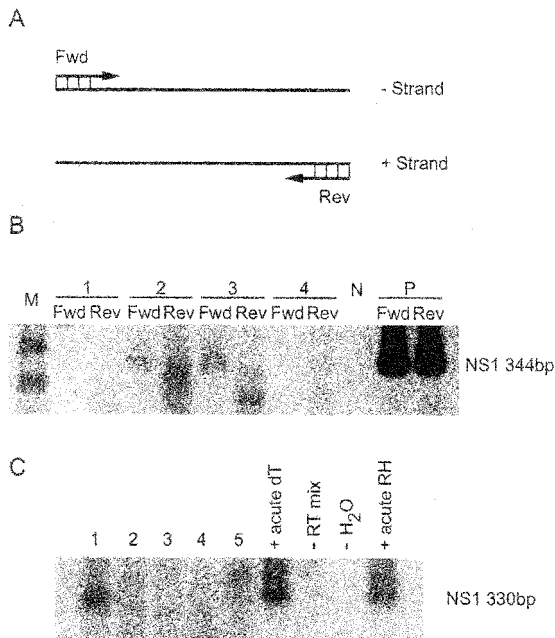 A
Fwd
- Strand
+ Strand
Rev
B
M 1 2 3 4 N P
Fwd Rev Fwd Rev Fwd Rev Fwd Rev Fwd Rev
NS1 344bp
C
1 2 3 4 5 + acute dT - RT mix - H₂O + acute RH
NS1 330bp